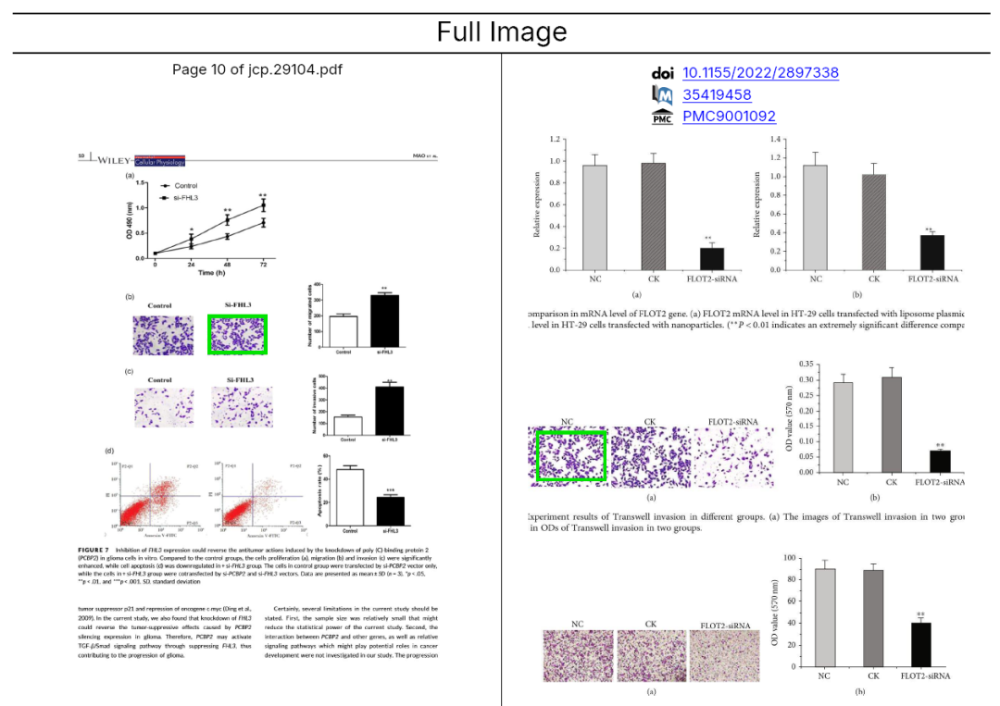 Full Image
Page 10 of jcp.29104.pdf
10
WILEY
Cellular Physiology
MAO ET AL.
(a)
Control
si-FHL3
OD 490 (nm)
1.5
1.0
0.5
0.0
*
**
**
0 24 48 72
Time (h)
(b)
Control Si-FHL3
Number of migrated cells
400
300
200
100
0
**
Control si-FHL3
(c)
Control Si-FHL3
Number of invasive cells
600
400
200
0
**
Control si-FHL3
(d)
Apoptosis rate (%)
80
60
40
20
0
***
Control si-FHL3
Annexin V-FITC Annexin V-FITC
FIGURE 7 Inhibition of FHL3 expression could reverse the antitumor actions induced by the knockdown of poly (C)-binding protein 2
(PCBP2) in glioma cells in vitro. Compared to the control groups, the cells proliferation (a), migration (b) and invasion (c) were significantly
enhanced, while cell apoptosis (d) was downregulated in + si-FHL3 group. The cells in control group were transfected by si-PCBP2 vector only,
while the cells in + si-FHL3 group were cotransfected by si-PCBP2 and si-FHL3 vectors. Data are presented as mean ± SD (n = 3), *p < .05,
**p < .01, and ***p < .001. SD, standard deviation
tumor suppressor p21 and repression of oncogene c myc (Ding et al.,
2009). In the current study, we also found that knockdown of FHL3
could reverse the tumor-suppressive effects caused by PCBP2
silencing expression in glioma. Therefore, PCBP2 may activate
TGF-β/Smad signaling pathway through suppressing FHL3, thus
contributing to the progression of glioma.
Certainly, several limitations in the current study should be
stated. First, the sample size was relatively small that might
reduce the statistical power of the current study. Second, the
interaction between PCBP2 and other genes, as well as relative
signaling pathways which might play potential roles in cancer
development were not investigated in our study. The progression
doi 10.1155/2022/2897338
35419458
PMC PMC9001092
Relative expression
1.2
1.0
0.8
0.6
0.4
0.2
0.0
**
NC CK FLOT2-siRNA
(a)
Relative expression
1.4
1.2
1.0
0.8
0.6
0.4
0.2
0.0
**
NC CK FLOT2-siRNA
(b)
omparison in mRNA level of FLOT2 gene. (a) FLOT2 mRNA level in HT-29 cells transfected with liposome plasmid
level in HT-29 cells transfected with nanoparticles. (**P < 0.01 indicates an extremely significant difference compa
NC CK FLOT2-siRNA
(a)
OD value (570 nm)
0.35
0.30
0.25
0.20
0.15
0.10
0.05
0.00
**
NC CK FLOT2-siRNA
(b)
Experiment results of Transwell invasion in different groups. (a) The images of Transwell invasion in two grou
in ODs of Transwell invasion in two groups.
NC CK FLOT2-siRNA
(a)
OD value (570 nm)
100
80
60
40
20
0
**
NC CK FLOT2-siRNA
(b)